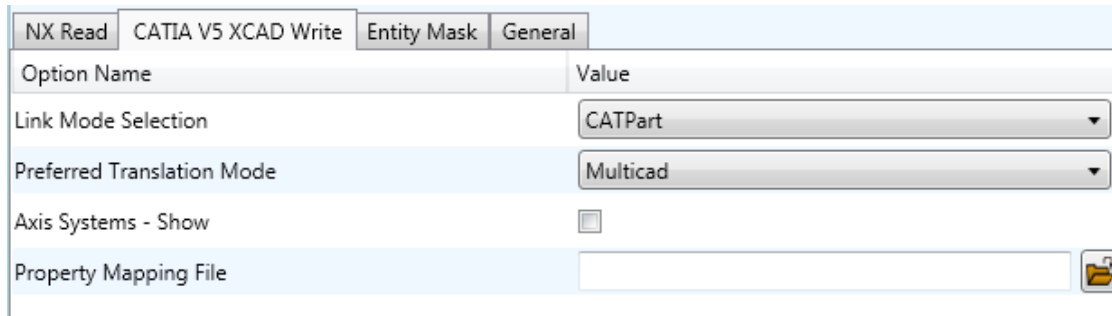 NX Read CATIA V5 XCAD Write Entity Mask General
Option Name Value
Link Mode Selection CATPart
Preferred Translation Mode Multicad
Axis Systems - Show
Property Mapping File